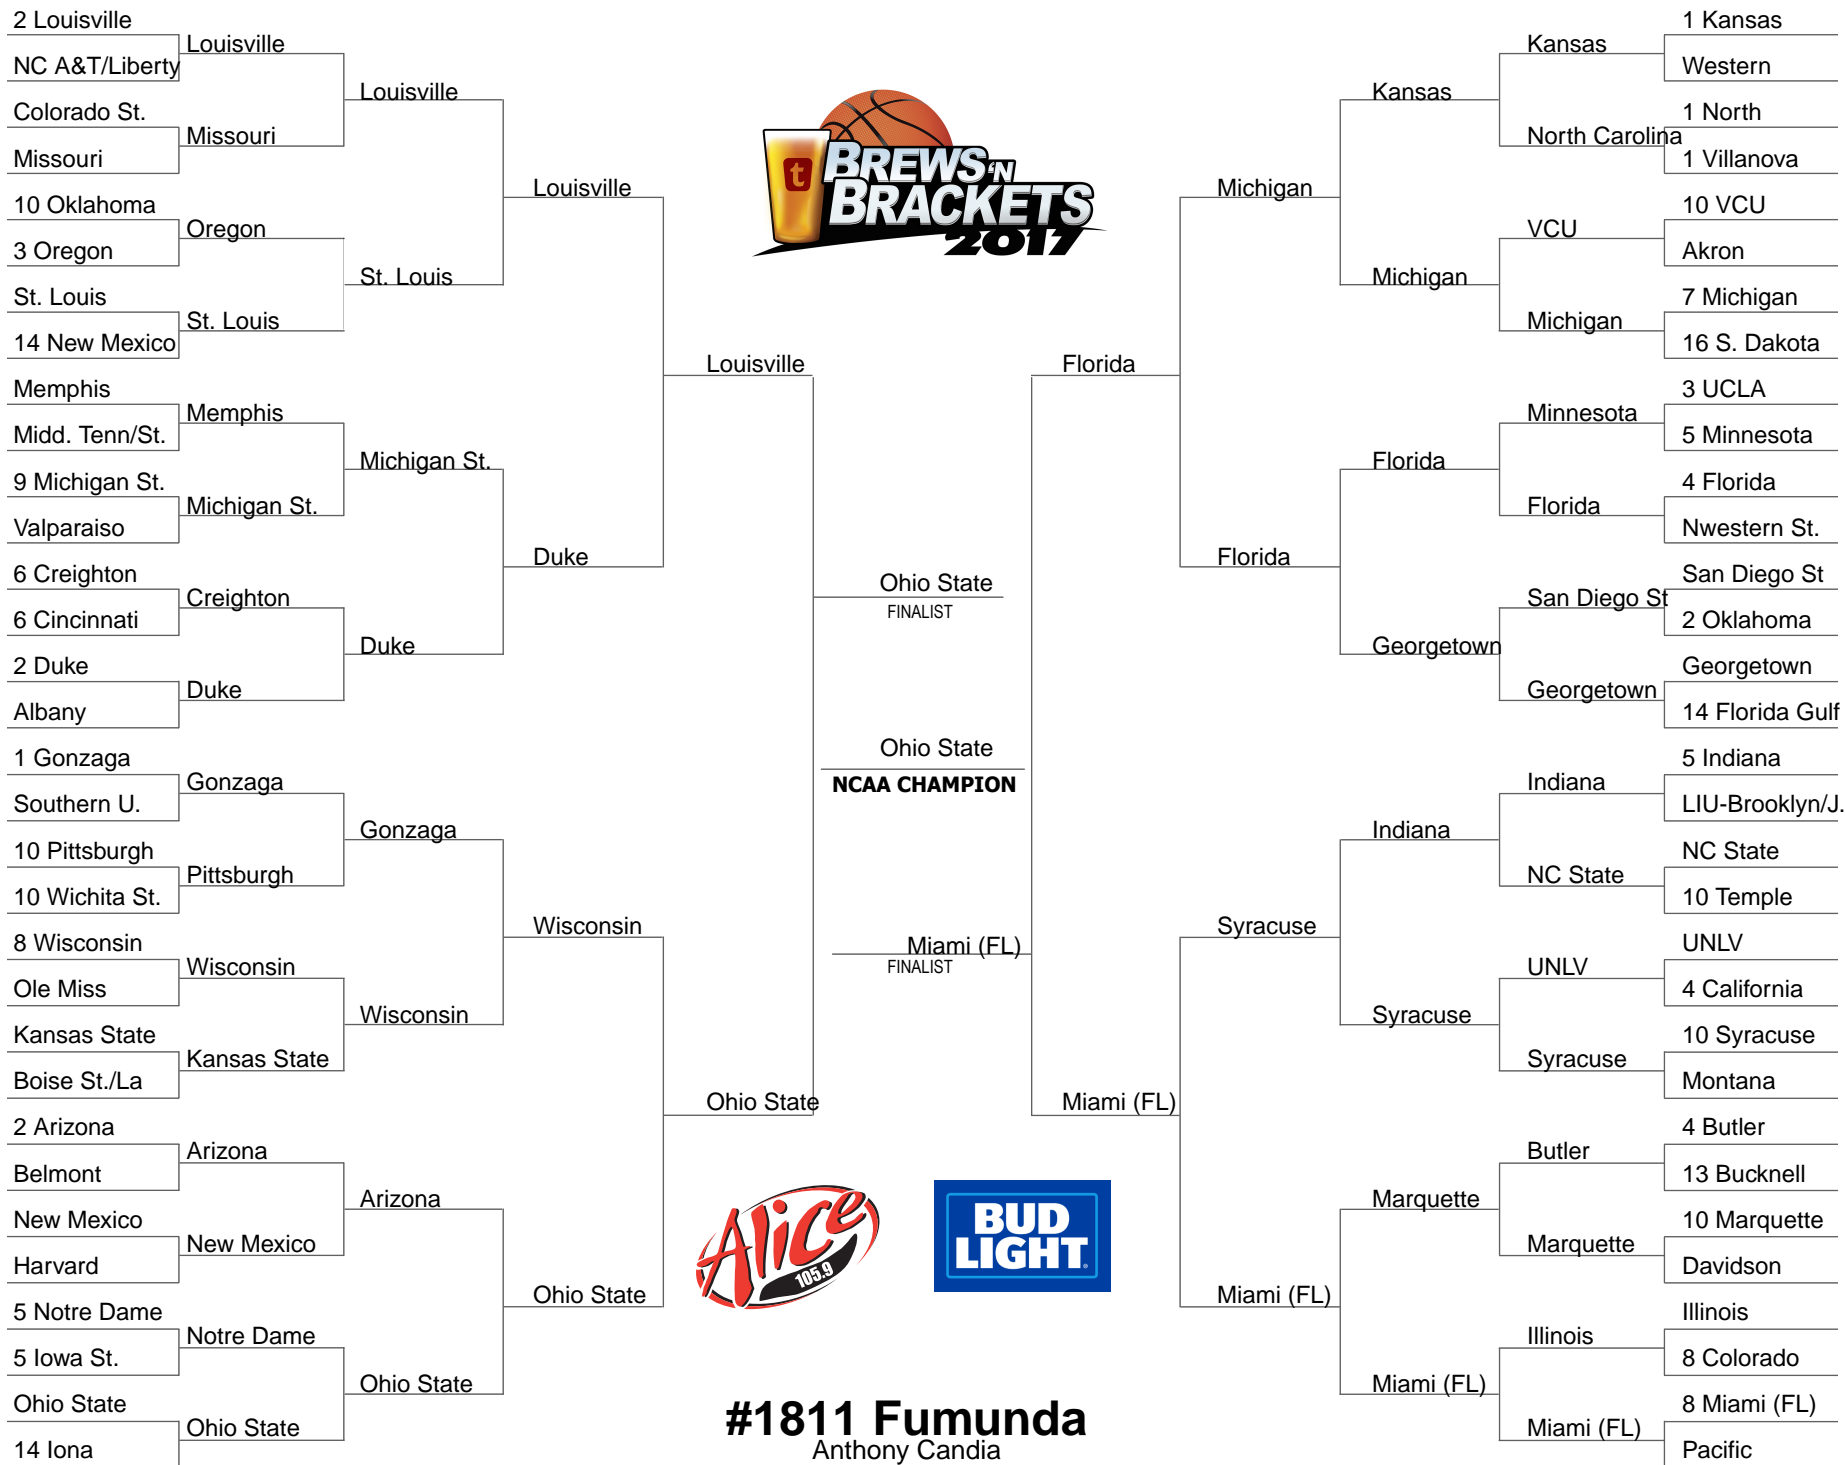 2 Louisville
NC A&T/Liberty
Colorado St.
Missouri
10 Oklahoma
3 Oregon
St. Louis
14 New Mexico
Memphis
Midd. Tenn/St.
9 Michigan St.
Valparaiso
6 Creighton
6 Cincinnati
2 Duke
Albany
1 Gonzaga
Southern U.
10 Pittsburgh
10 Wichita St.
8 Wisconsin
Ole Miss
Kansas State
Boise St./La
2 Arizona
Belmont
New Mexico
Harvard
5 Notre Dame
5 Iowa St.
Ohio State
14 Iona
Louisville
Missouri
Oregon
St. Louis
Memphis
Michigan St.
Creighton
Duke
Gonzaga
Pittsburgh
Wisconsin
Kansas State
Arizona
New Mexico
Notre Dame
Ohio State
Louisville
St. Louis
Michigan St.
Duke
Gonzaga
Wisconsin
Arizona
Ohio State
Louisville
Duke
Wisconsin
Ohio State
Louisville
Ohio State
t
BREWS 'N
BRACKETS
2017
Ohio State
FINALIST
Ohio State
NCAA CHAMPION
Miami (FL)
FINALIST
Alice
105.9
BUD
LIGHT®
#1811 Fumunda
Anthony Candia
Florida
Miami (FL)
Michigan
Florida
Syracuse
Miami (FL)
Kansas
Michigan
Florida
Georgetown
Indiana
Syracuse
Marquette
Miami (FL)
Kansas
North Carolina
VCU
Michigan
Minnesota
Florida
San Diego St
Georgetown
Indiana
NC State
UNLV
Syracuse
Butler
Marquette
Illinois
Miami (FL)
1 Kansas
Western
1 North
1 Villanova
10 VCU
Akron
7 Michigan
16 S. Dakota
3 UCLA
5 Minnesota
4 Florida
Nwestern St.
San Diego St
2 Oklahoma
Georgetown
14 Florida Gulf
5 Indiana
LIU-Brooklyn/J.
NC State
10 Temple
UNLV
4 California
10 Syracuse
Montana
4 Butler
13 Bucknell
10 Marquette
Davidson
Illinois
8 Colorado
8 Miami (FL)
Pacific